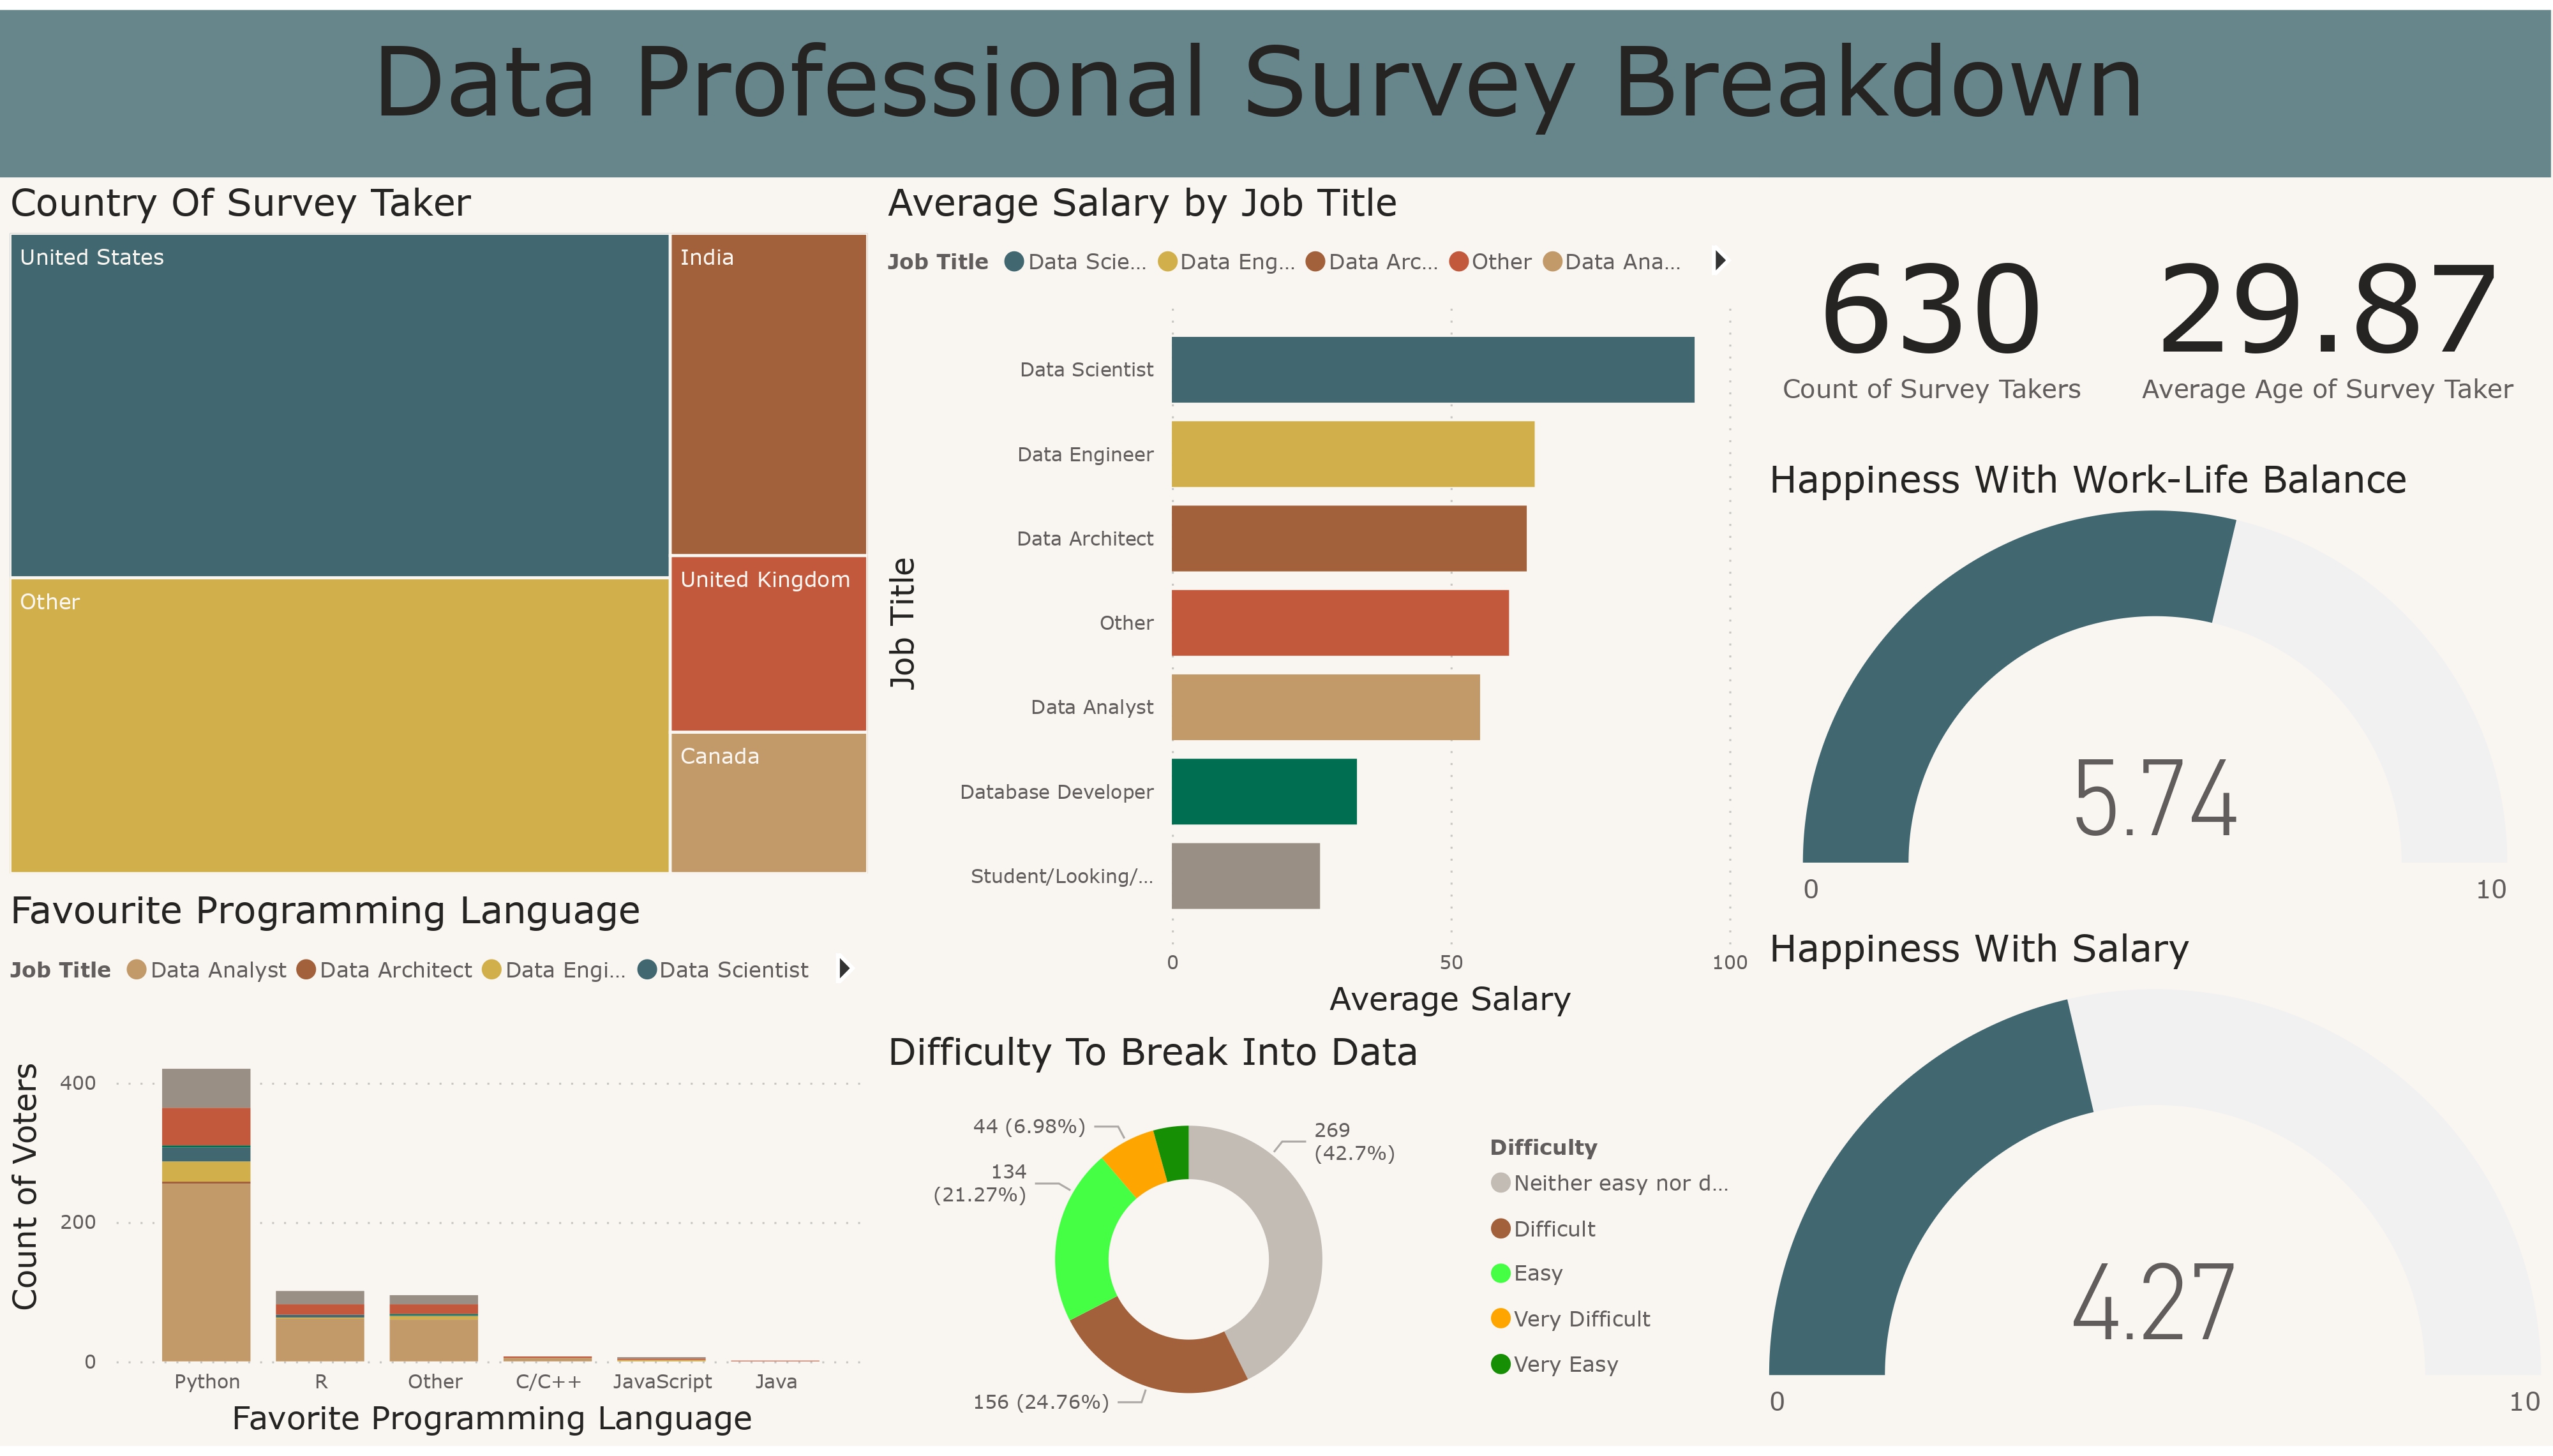 Data Professional Survey Breakdown
Country Of Survey Taker
United States
India
Other
United Kingdom
Canada
Average Salary by Job Title
Job Title
Data Scie...
Data Eng...
Data Arc...
Other
Data Ana...
Job Title
Data Scientist
Data Engineer
Data Architect
Other
Data Analyst
Database Developer
Student/Looking/...
0
50
100
Average Salary
630
Count of Survey Takers
29.87
Average Age of Survey Taker
Happiness With Work-Life Balance
5.74
0
10
Favourite Programming Language
Job Title
Data Analyst
Data Architect
Data Engi...
Data Scientist
Count of Voters
400
200
0
Python
R
Other
C/C++
JavaScript
Java
Favorite Programming Language
Difficulty To Break Into Data
44 (6.98%)
269
(42.7%)
134
(21.27%)
156 (24.76%)
Difficulty
Neither easy nor d...
Difficult
Easy
Very Difficult
Very Easy
Happiness With Salary
4.27
0
10